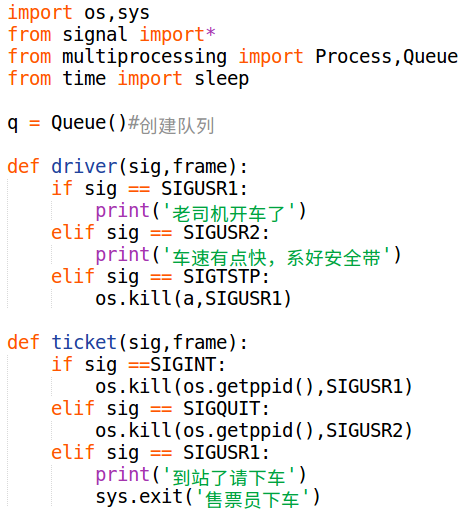 import os,sys
from signal import*
from multiprocessing import Process,Queue
from time import sleep
q = Queue()#创建队列
def driver(sig,frame):
    if sig == SIGUSR1:
        print('老司机开车了')
    elif sig == SIGUSR2:
        print('车速有点快，系好安全带')
    elif sig == SIGTSTP:
        os.kill(a,SIGUSR1)
def ticket(sig,frame):
    if sig ==SIGINT:
        os.kill(os.getppid(),SIGUSR1)
    elif sig == SIGQUIT:
        os.kill(os.getppid(),SIGUSR2)
    elif sig == SIGUSR1:
        print('到站了请下车')
        sys.exit('售票员下车')